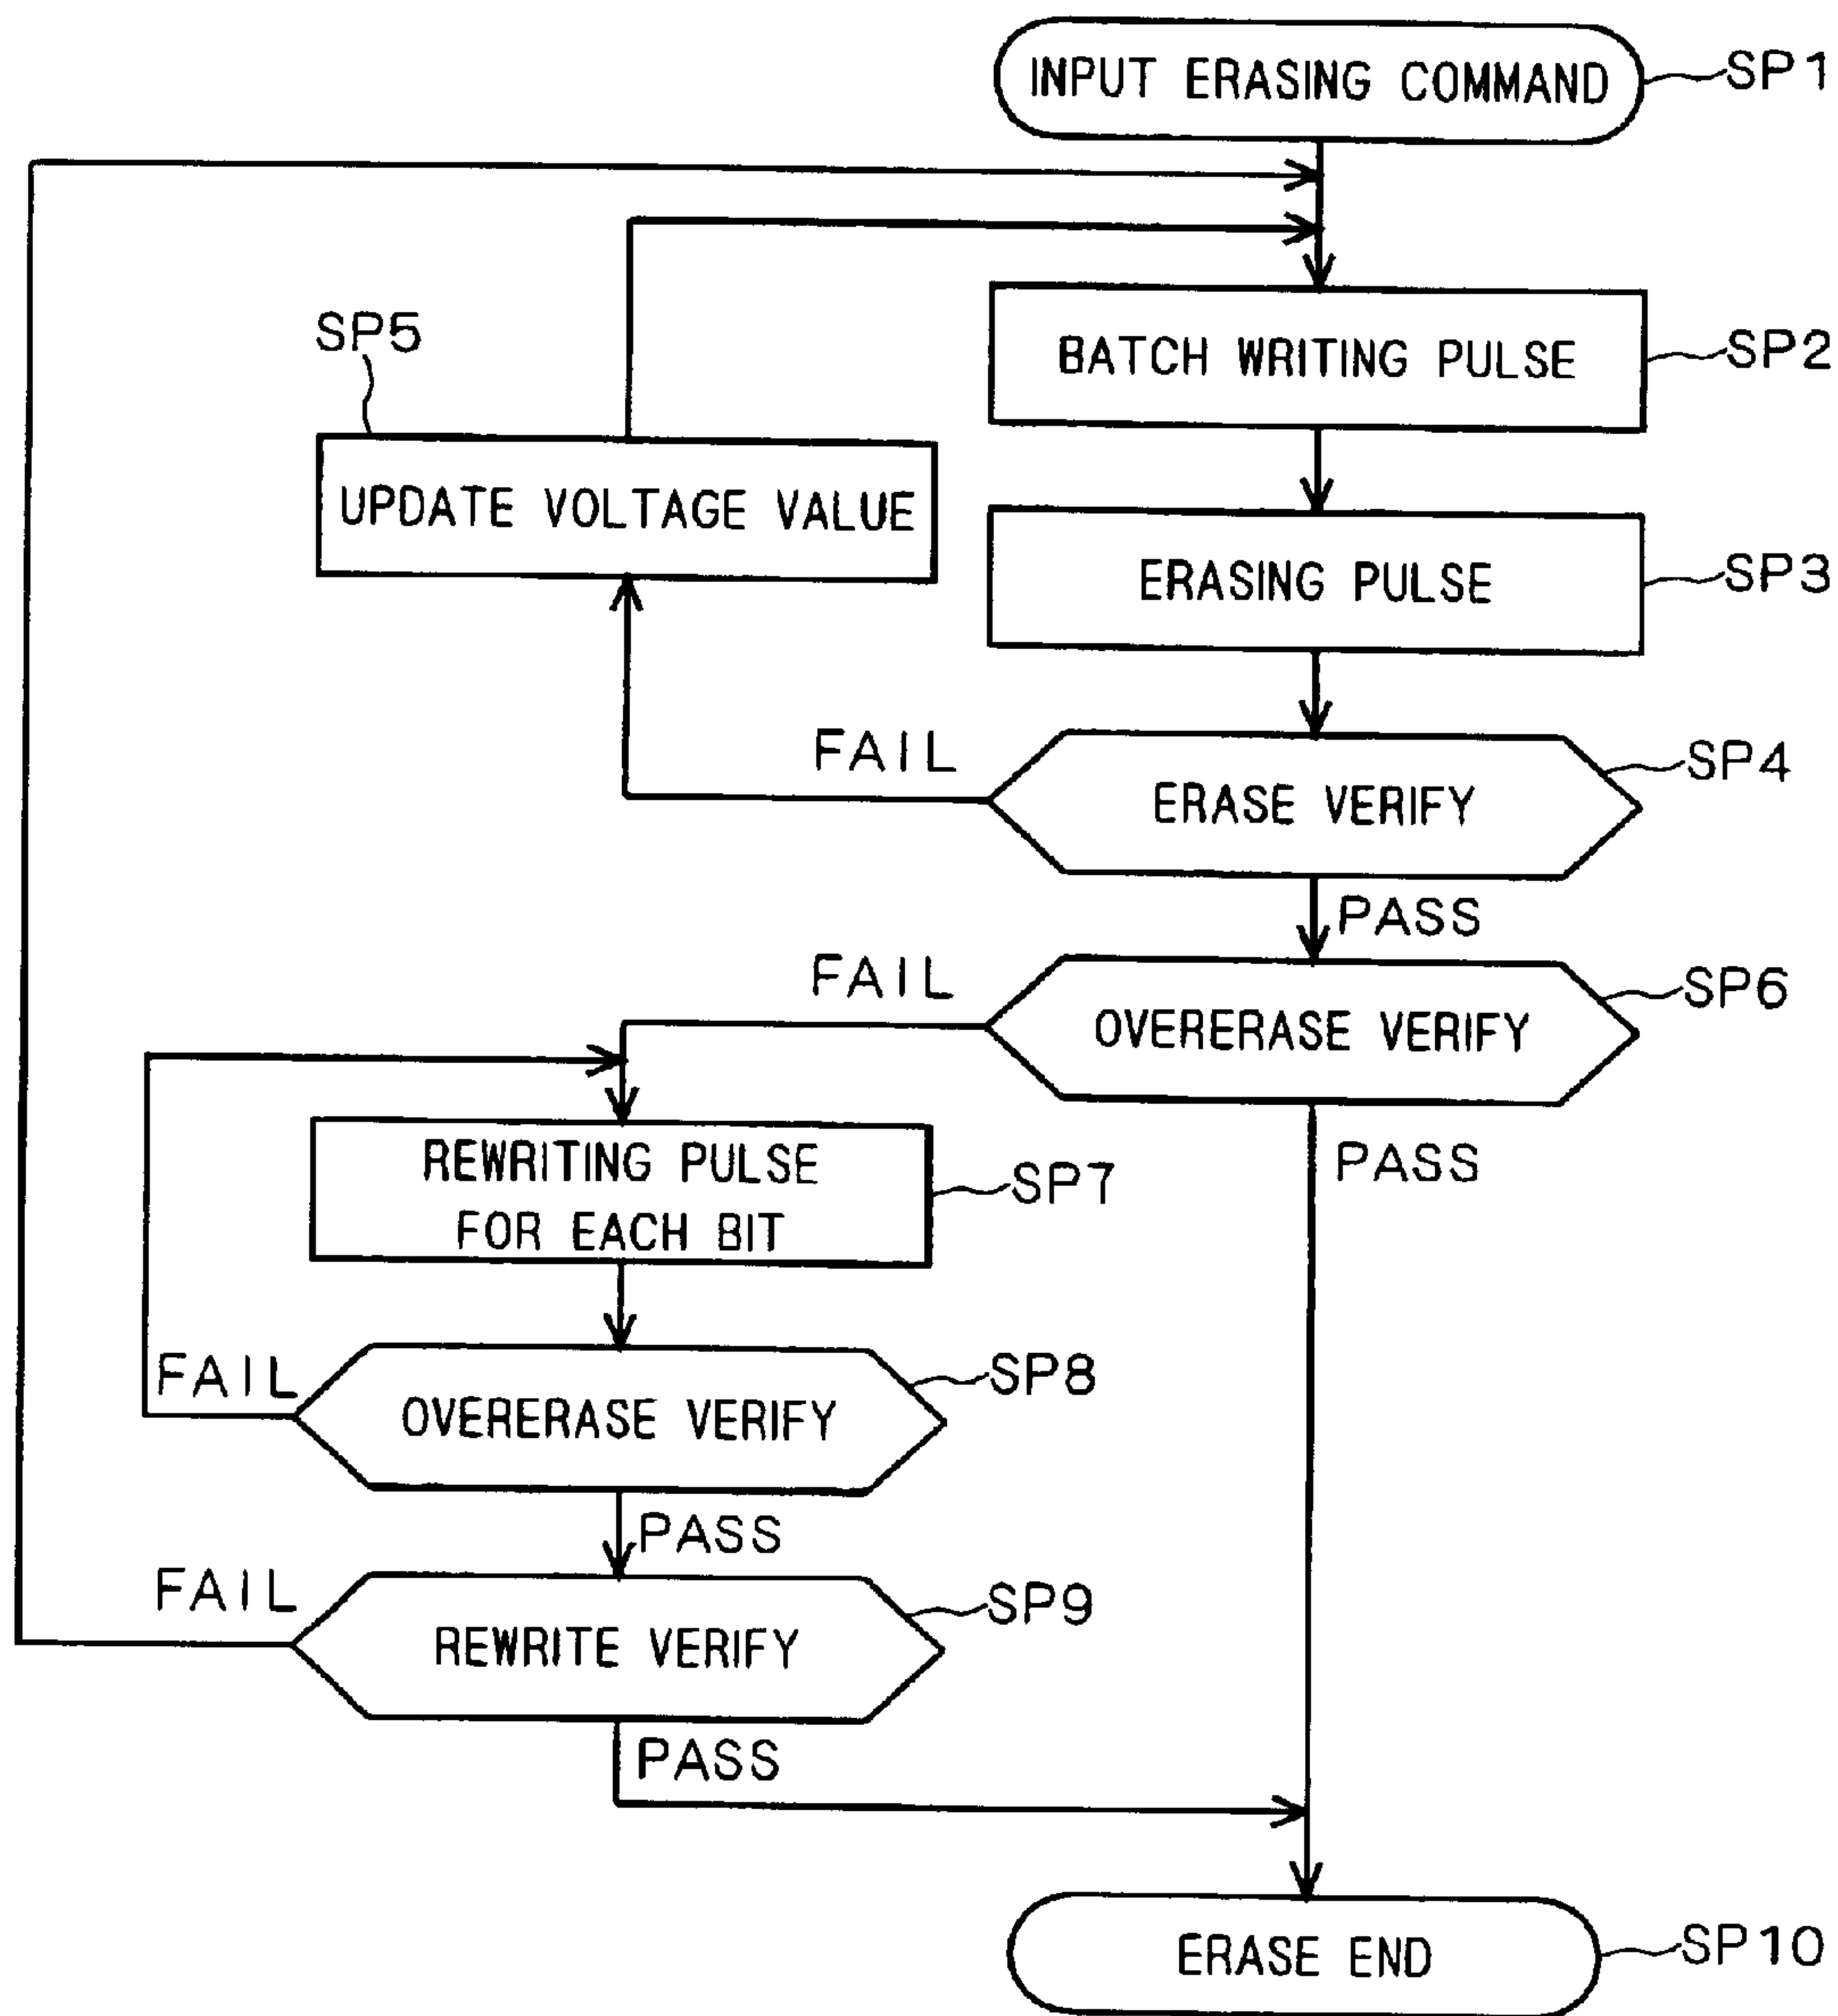 INPUT ERASING COMMAND
SP1
BATCH WRITING PULSE
SP2
SP5
UPDATE VOLTAGE VALUE
ERASING PULSE
SP3
FAIL
ERASE VERIFY
SP4
PASS
FAIL
OVERERASE VERIFY
SP6
PASS
REWRITING PULSE
FOR EACH BIT
SP7
FAIL
OVERERASE VERIFY
SP8
PASS
FAIL
REWRITE VERIFY
SP9
PASS
ERASE END
SP10